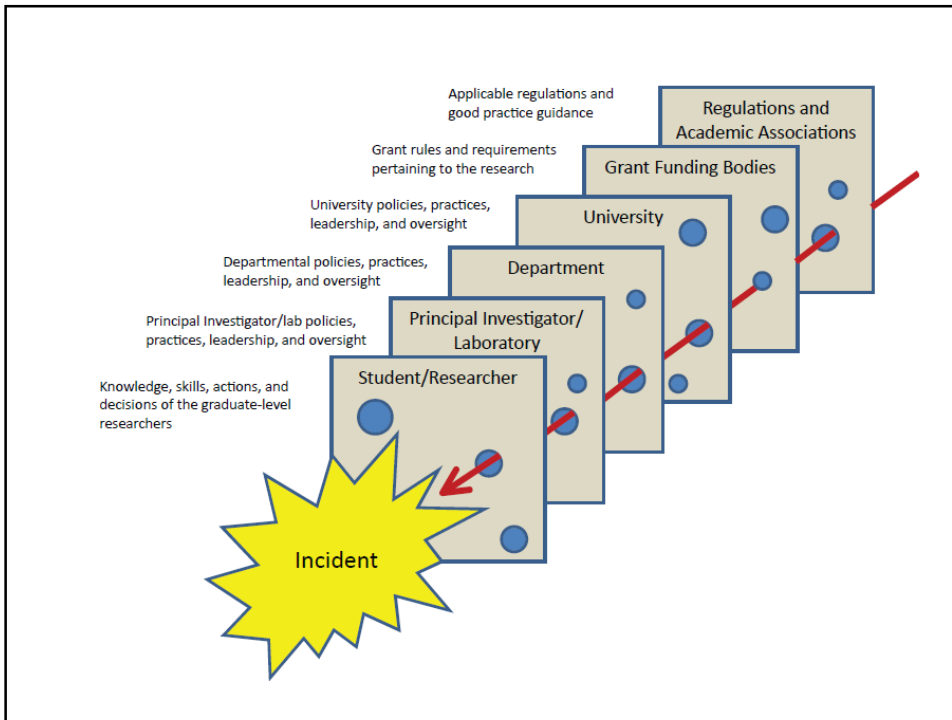 Applicable regulations and
good practice guidance
Regulations and
Academic Associations
Grant rules and requirements
pertaining to the research
Grant Funding Bodies
University policies, practices,
leadership, and oversight
University
Departmental policies, practices,
leadership, and oversight
Department
Principal Investigator/lab policies,
practices, leadership, and oversight
Principal Investigator/
Laboratory
Knowledge, skills, actions, and
decisions of the graduate-level
researchers
Student/Researcher
Incident